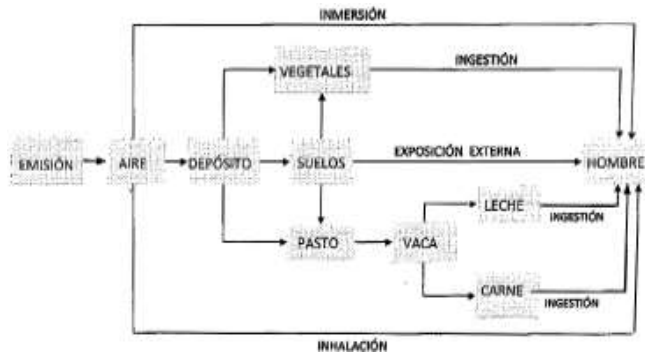 INMERSIÓN
VEGETALES
INGESTIÓN
EMISIÓN
AIRE
DEPÓSITO
SUELOS
EXPOSICIÓN EXTERNA
HOMBRE
LECHE
INGESTIÓN
PASTO
VACA
CARNE
INGESTIÓN
INHALACIÓN